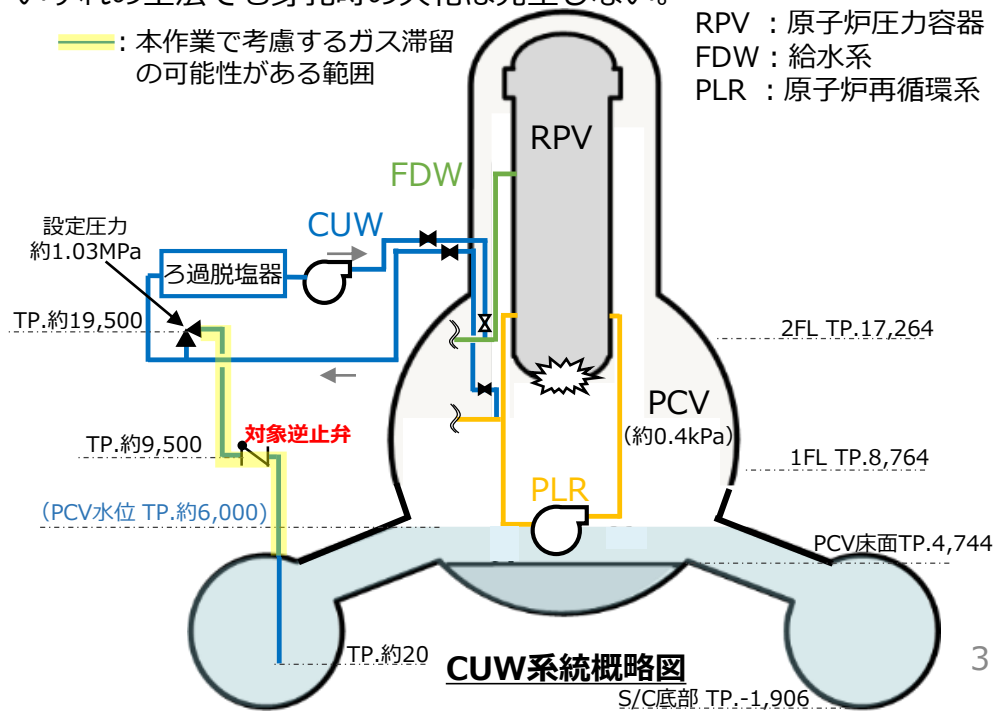 RPV ：原子炉圧力容器
FDW：給水系
PLR ：原子炉再循環系
：本作業で考慮するガス滞留
の可能性がある範囲
RPV
FDW
設定圧力
約1.03MPa
CUW
ろ過脱塩器
TP.約19,500
2FL TP.17,264
PCV
（約0.4kPa）
対象逆止弁
TP.約9,500
1FL TP.8,764
PLR
（PCV水位 TP.約6,000）
PCV床面TP.4,744
TP.約20
CUW系統概略図
3
S/C底部 TP.-1,906